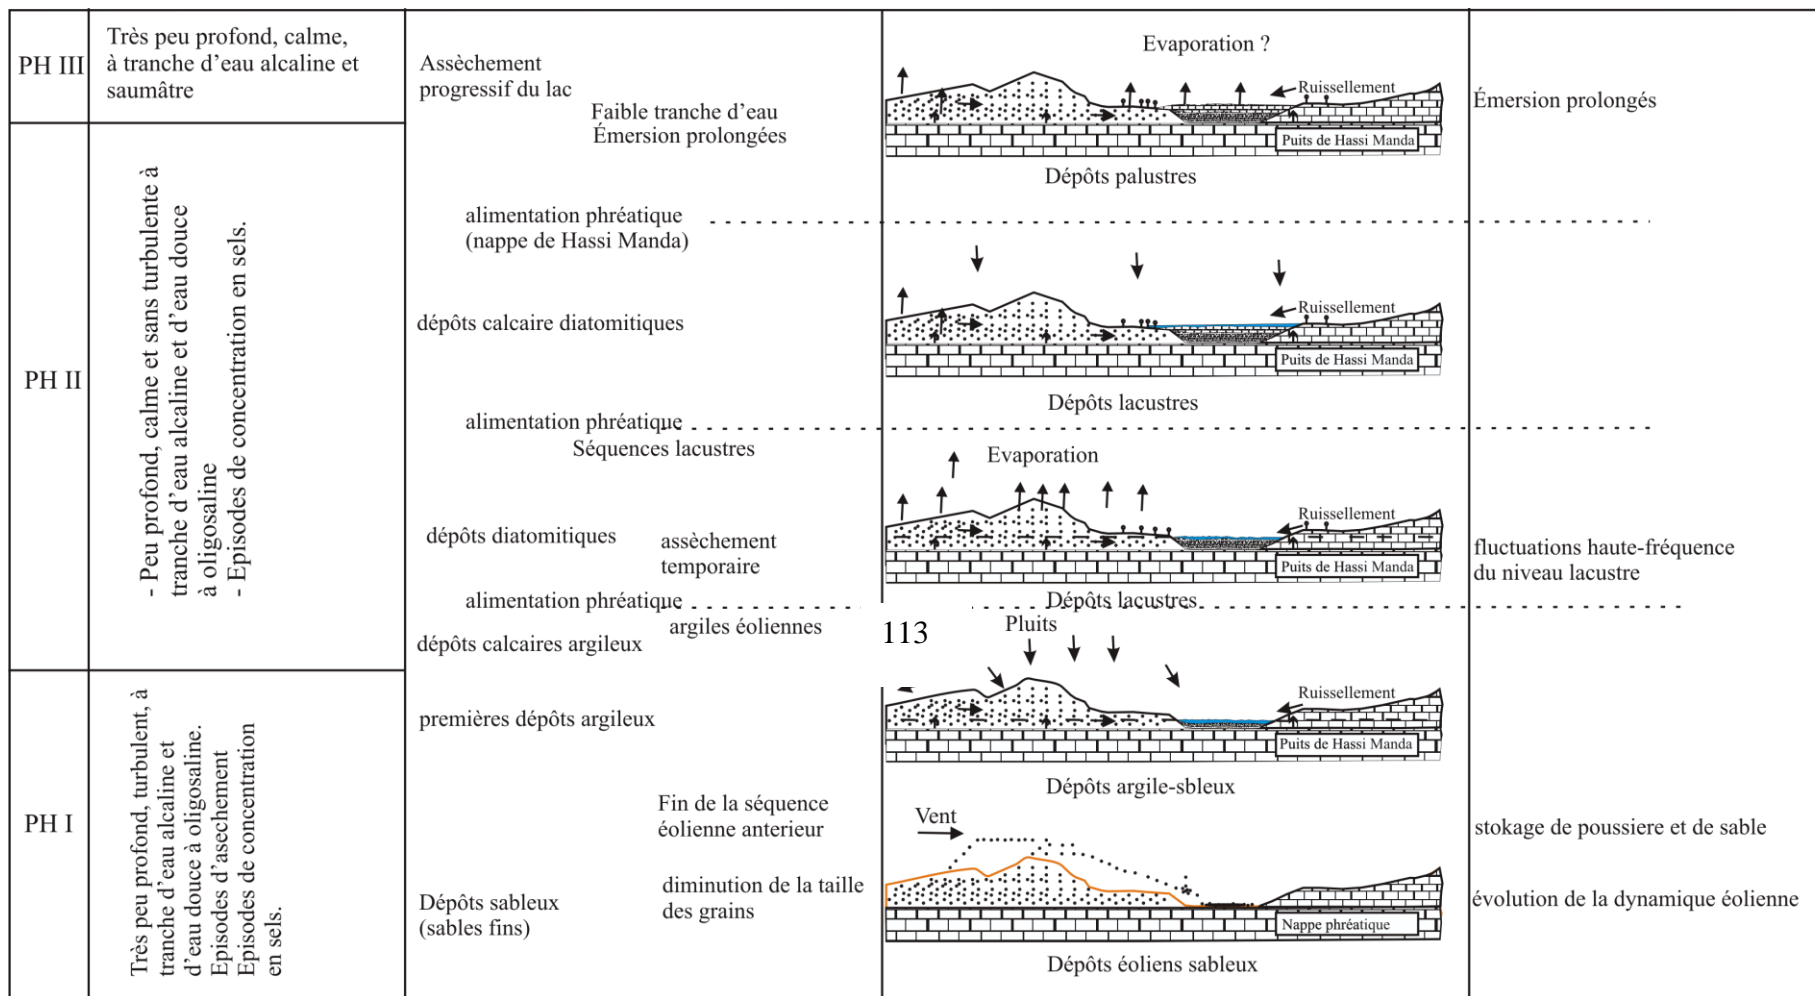 PH III
Très peu profond, calme,
à tranche d'eau alcaline et
saumâtre
Assèchement
progressif du lac
Faible tranche d'eau
Émersion prolongées
Evaporation ?
Ruissellement
Puits de Hassi Manda
Dépôts palustres
Émersion prolongés
PH II
- Peu profond, calme et sans turbulente à
tranche d'eau alcaline et d'eau douce
à oligosaline
- Episodes de concentration en sels.
alimentation phréatique
(nappe de Hassi Manda)
dépôts calcaire diatomitiques
Ruissellement
Puits de Hassi Manda
Dépôts lacustres
alimentation phréatique
Séquences lacustres
Evaporation
dépôts diatomitiques
assèchement
temporaire
Ruissellement
Puits de Hassi Manda
Dépôts lacustres
fluctuations haute-fréquence
du niveau lacustre
alimentation phréatique
argiles éoliennes
dépôts calcaires argileux
113
Pluits
PH I
Très peu profond, turbulent, à
tranche d'eau alcaline et
d'eau douce à oligosaline.
Episodes d'asechement
Episodes de concentration
en sels.
premières dépôts argileux
Ruissellement
Puits de Hassi Manda
Dépôts argile-sbleux
Fin de la séquence
éolienne anterieur
Vent
stokage de poussiere et de sable
Dépôts sableux
(sables fins)
diminution de la taille
des grains
évolution de la dynamique éolienne
Nappe phréatique
Dépôts éoliens sableux